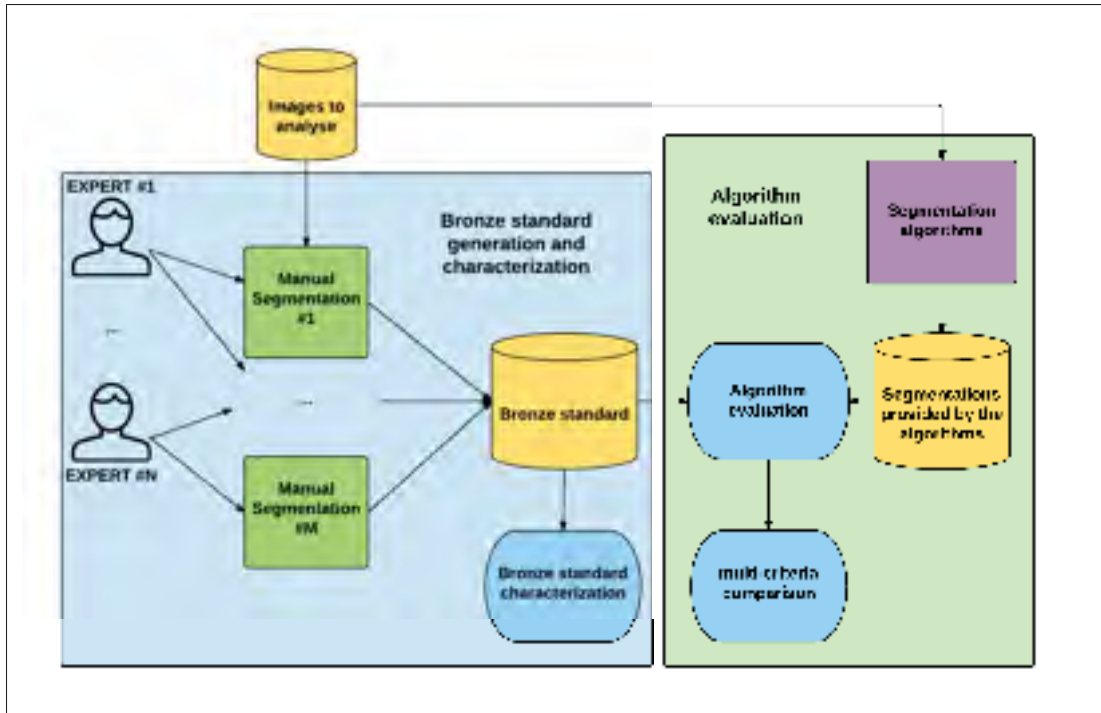 Images to
analyse
EXPERT #1
Bronze standard
generation and
characterization
Manual
Segmentation
#1
...
...
EXPERT #N
Manual
Segmentation
#M
Bronze standard
Bronze standard
characterization
Algorithm
evaluation
Segmentation
algorithms
Algorithm
evaluation
Segmentations
provided by the
algorithms
multi-criteria
comparison